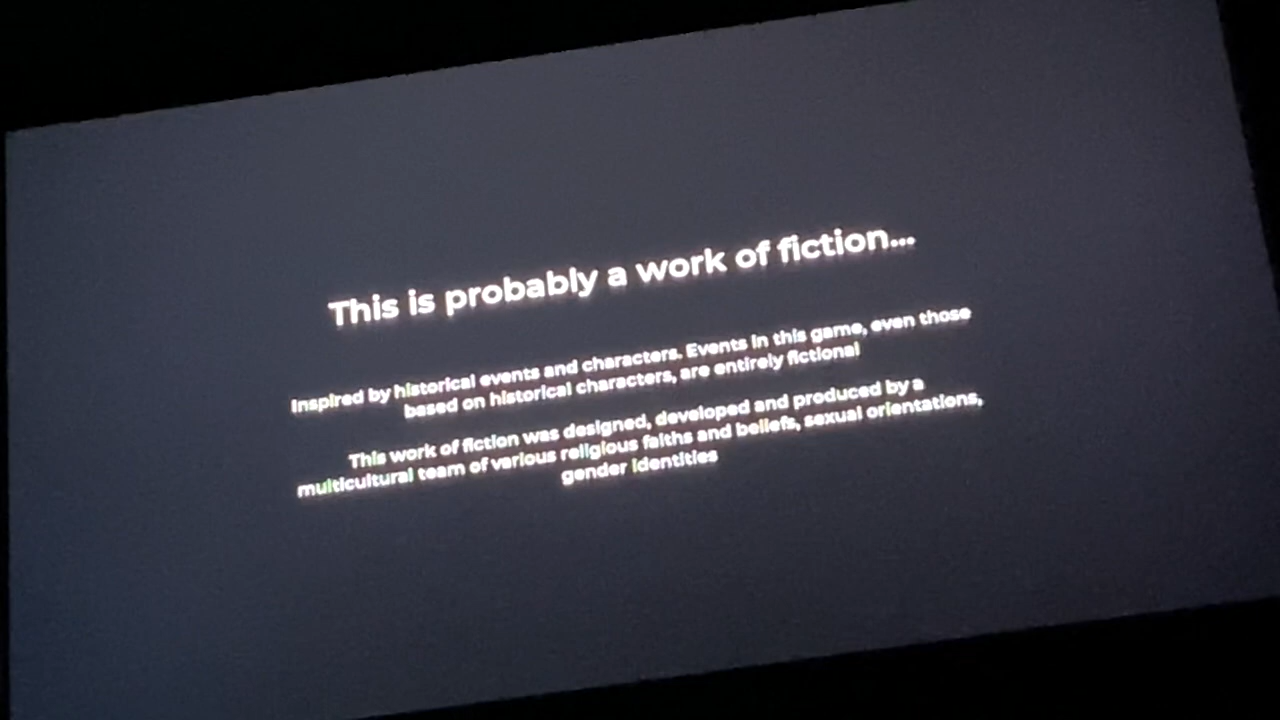 This is probably a work of fiction...
Inspired by historical events and characters. Events in this game, even those
based on historical characters, are entirely fictional
This work of fiction was designed, developed and produced by a
multicultural team of various religious faiths and beliefs, sexual orientations,
gender identities